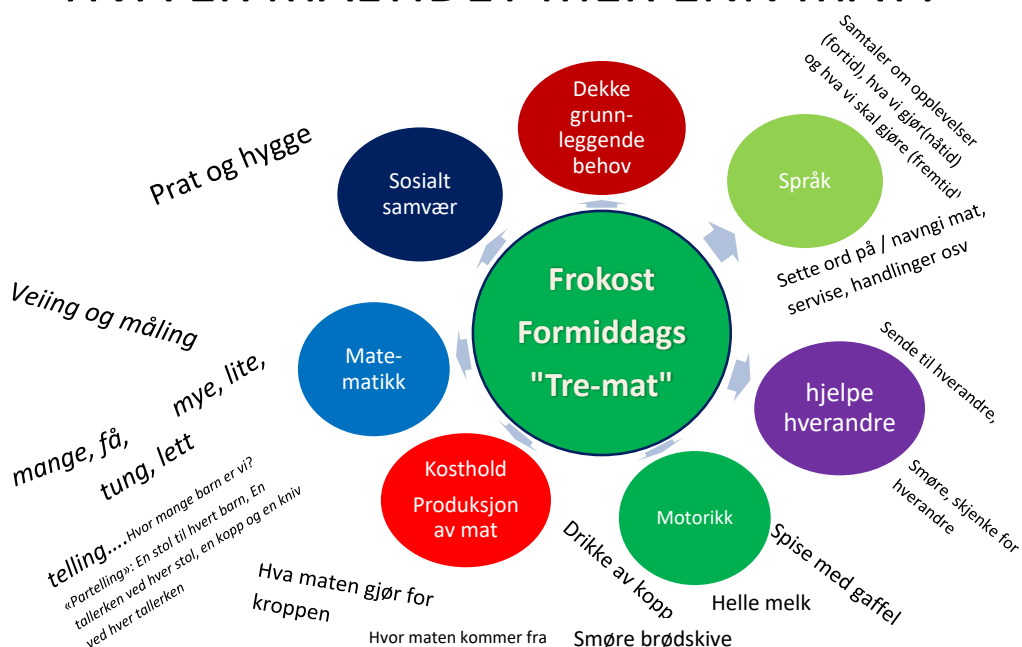 Dekke
grunn-
leggende
behov
Samtaler om opplevelser
(fortid), hva vi gjør(nåtid)
og hva vi skal gjøre (fremtid)
Prat og hygge
Sosialt
samvær
Språk
Sette ord på / navngi mat,
servise, handlinger osv
Frokost
Formiddags
"Tre-mat"
Veiing og måling
Mate-
matikk
mye, lite,
mange, få,
tung, lett
telling....Hvor mange barn er vi?
«Partelling»: En stol til hvert barn, En
tallerken ved hver stol, en kopp og en kniv
ved hver tallerken
hjelpe
hverandre
Sende til hverandre,
Smøre, skjenke for
hverandre
Kosthold
Produksjon
av mat
Hva maten gjør for
kroppen
Hvor maten kommer fra
Motorikk
Drikke av kopp
Spise med gaffel
Helle melk
Smøre brødskive